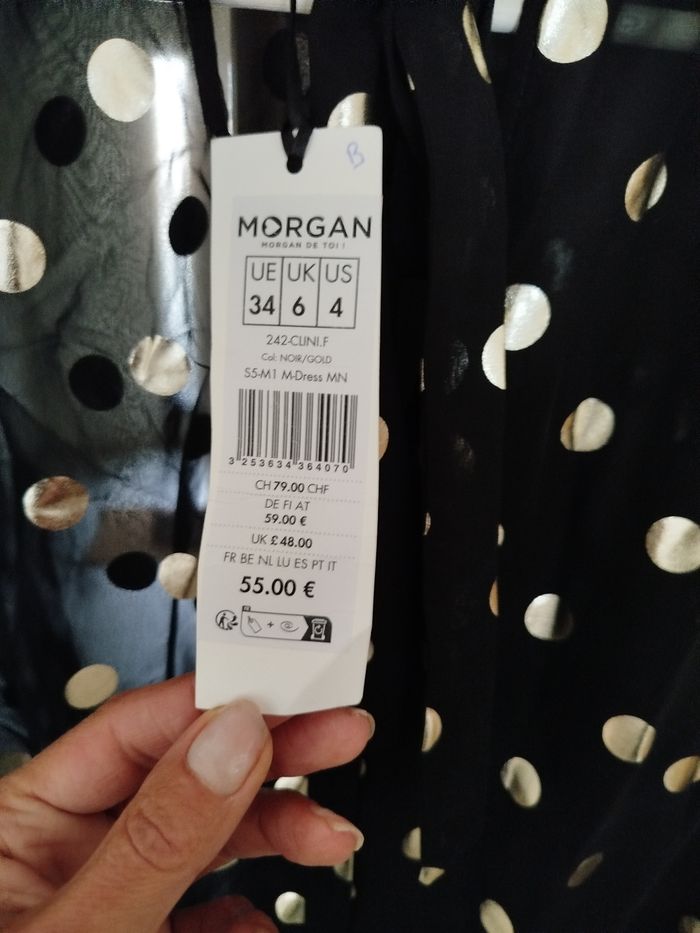 B
MORGAN
MORGAN DE TOI !
UE UK US
34 6 4
242-CLINI.F
Col: NOIR/GOLD
S5-M1 M-Dress MN
3 253634 364070
CH 79.00 CHF
DE FI AT
59.00 €
UK £ 48.00
FR BE NL LU ES PT IT
55.00 €
+